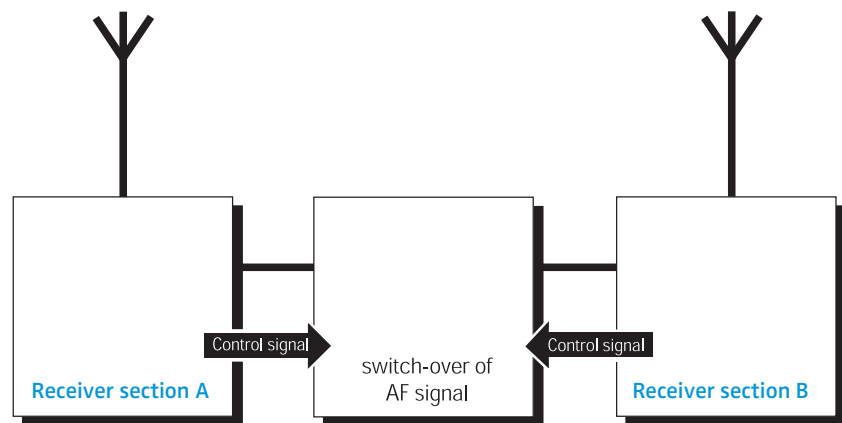 Control signal
Control signal
switch-over of
AF signal
Receiver section A
Receiver section B